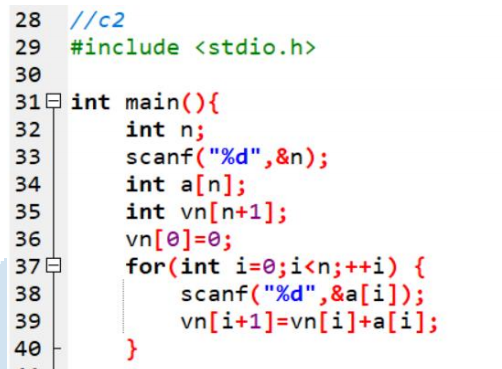 28 //c2
29 #include <stdio.h>
30
31 int main(){
32 int n;
33 scanf("%d",&n);
34 int a[n];
35 int vn[n+1];
36 vn[0]=0;
37 for(int i=0;i<n;++i) {
38 scanf("%d",&a[i]);
39 vn[i+1]=vn[i]+a[i];
40 }